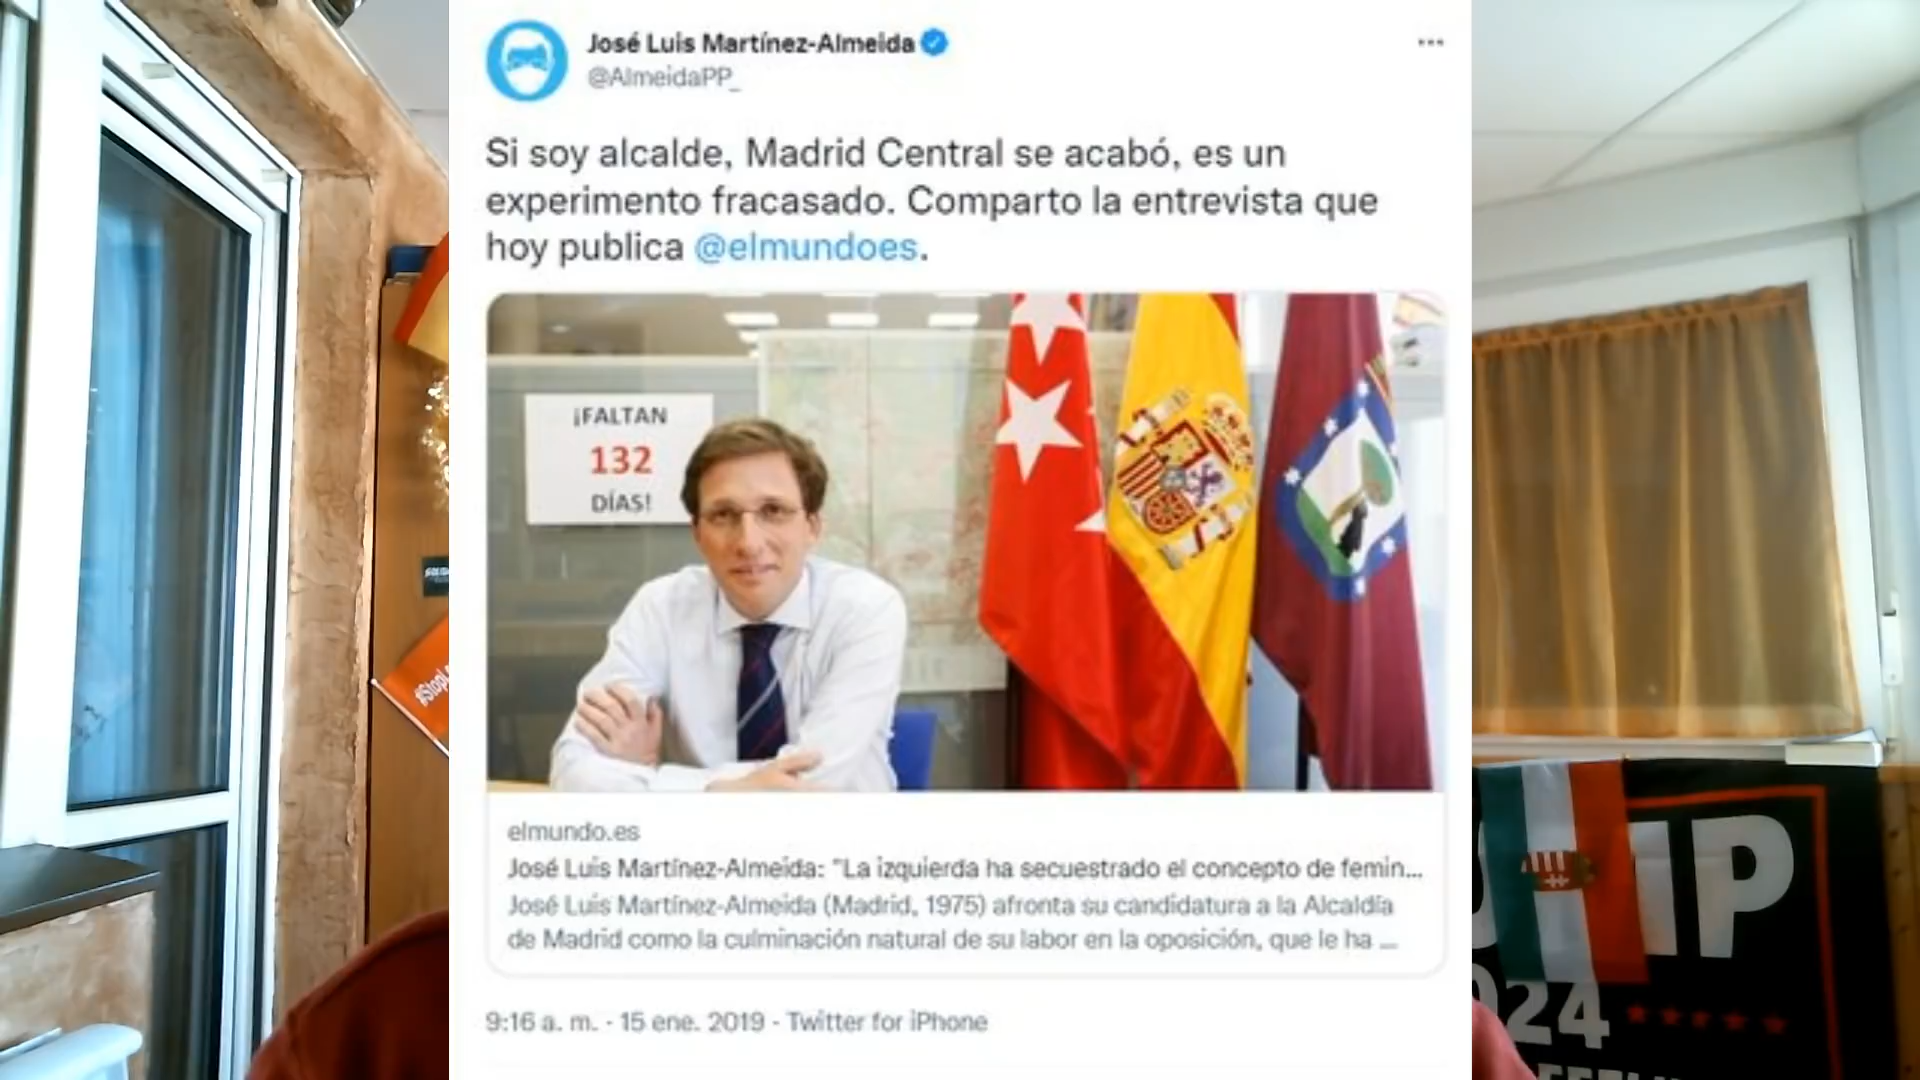 José Luis Martínez-Almeida
@AlmeidaPP_
Si soy alcalde, Madrid Central se acabó, es un
experimento fracasado. Comparto la entrevista que
hoy publica @elmundoes.
¡FALTAN
132
DÍAS!
elmundo.es
José Luis Martínez-Almeida: "La izquierda ha secuestrado el concepto de femin...
José Luis Martínez-Almeida (Madrid, 1975) afronta su candidatura a la Alcaldía
de Madrid como la culminación natural de su labor en la oposición, que le ha ...
9:16 a. m. · 15 ene. 2019 · Twitter for iPhone
#Stop
24